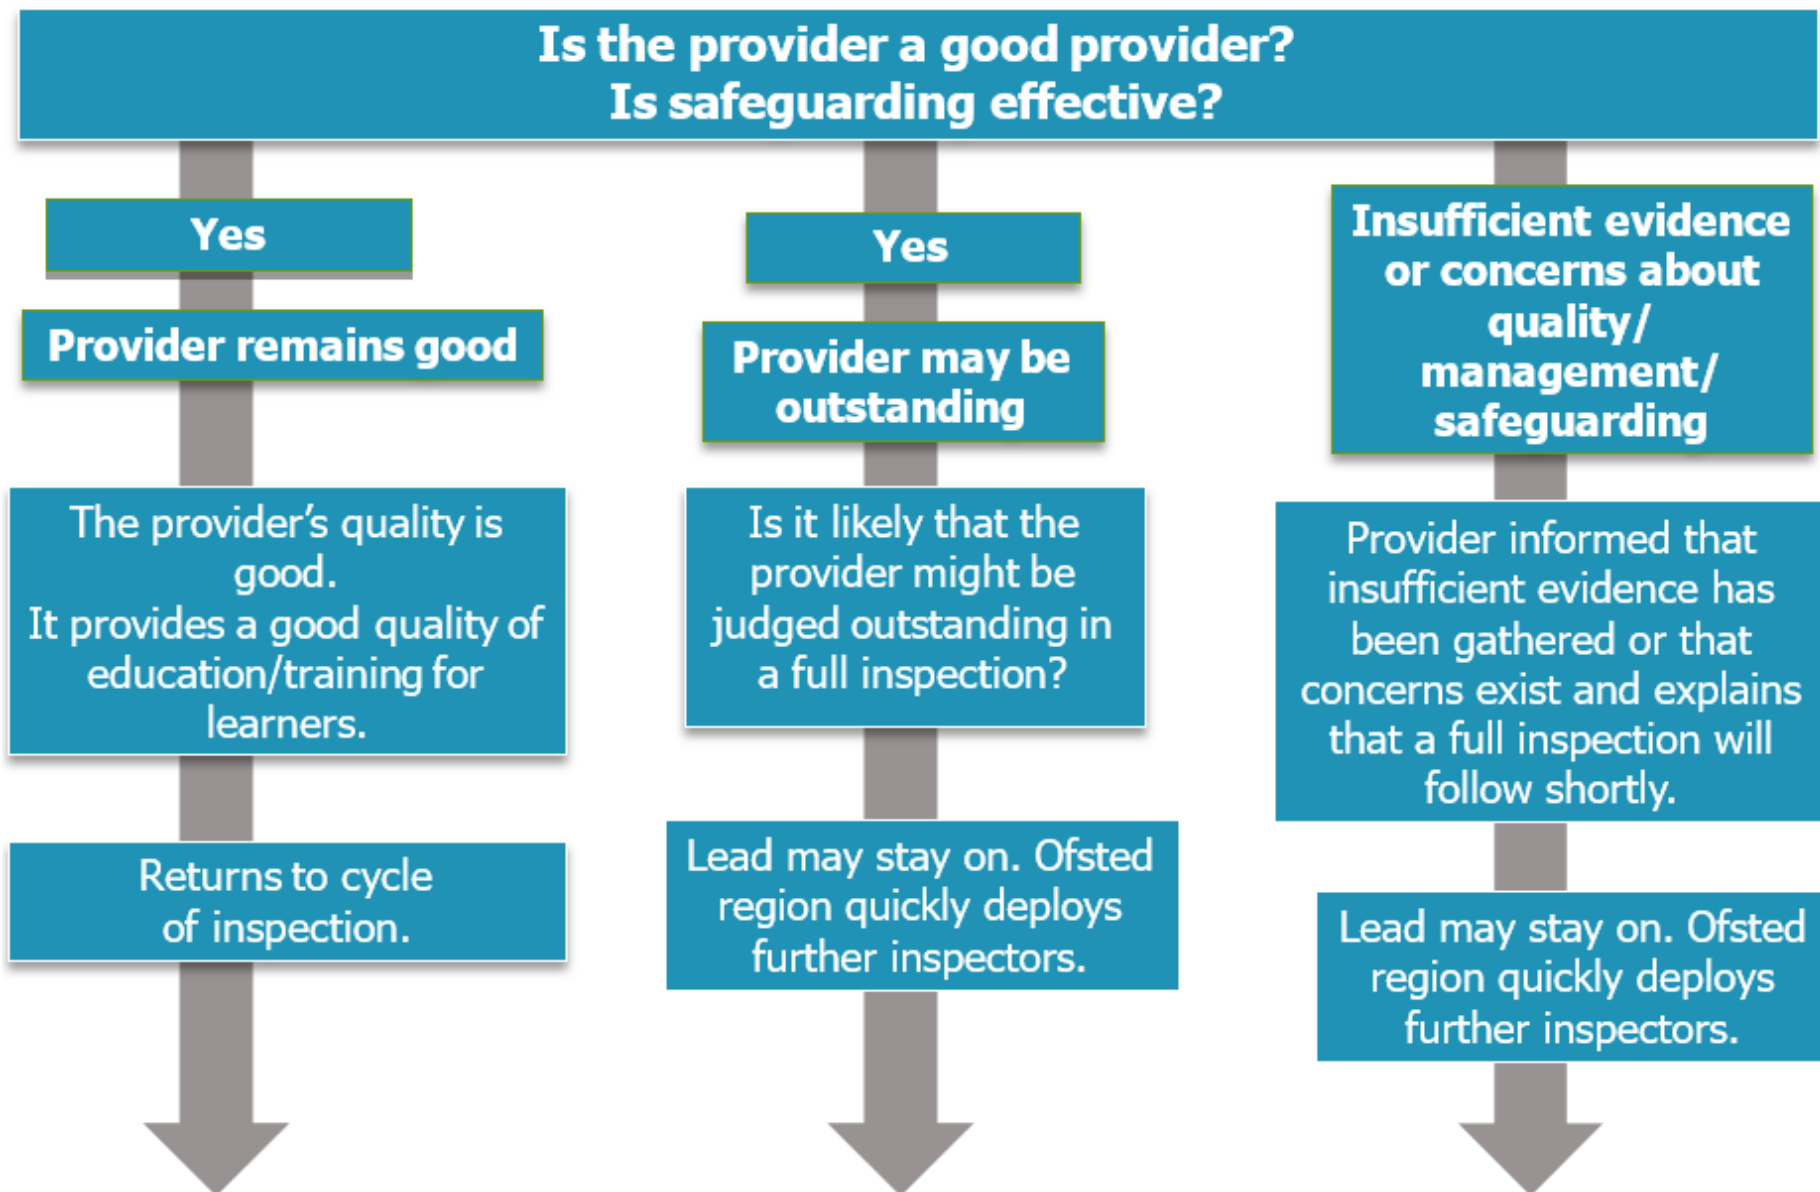 Is the provider a good provider?
Is safeguarding effective?
Yes
Provider remains good
The provider’s quality is
good.
It provides a good quality of
education/training for
learners.
Returns to cycle
of inspection.
Yes
Provider may be
outstanding
Is it likely that the
provider might be
judged outstanding in
a full inspection?
Lead may stay on. Ofsted
region quickly deploys
further inspectors.
Insufficient evidence
or concerns about
quality/
management/
safeguarding
Provider informed that
insufficient evidence has
been gathered or that
concerns exist and explains
that a full inspection will
follow shortly.
Lead may stay on. Ofsted
region quickly deploys
further inspectors.